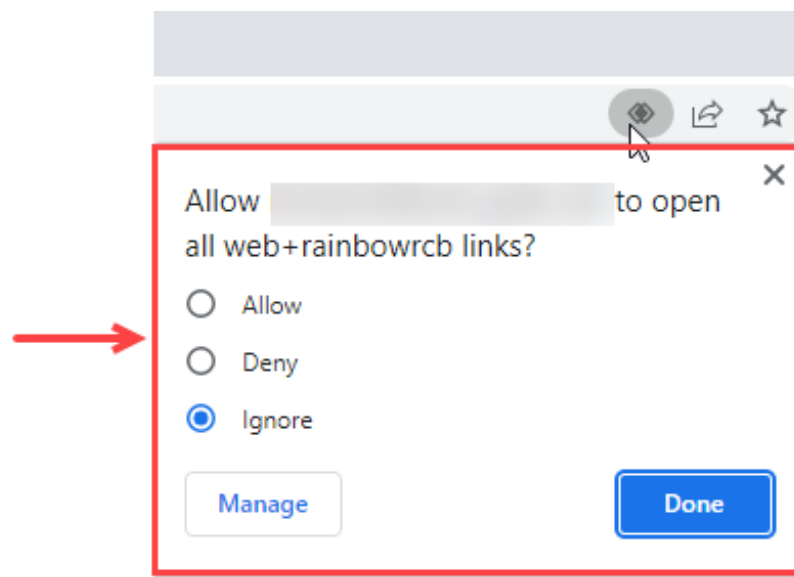 Allow to open
all web+rainbowrcb links?
Allow
Deny
Ignore
Manage Done